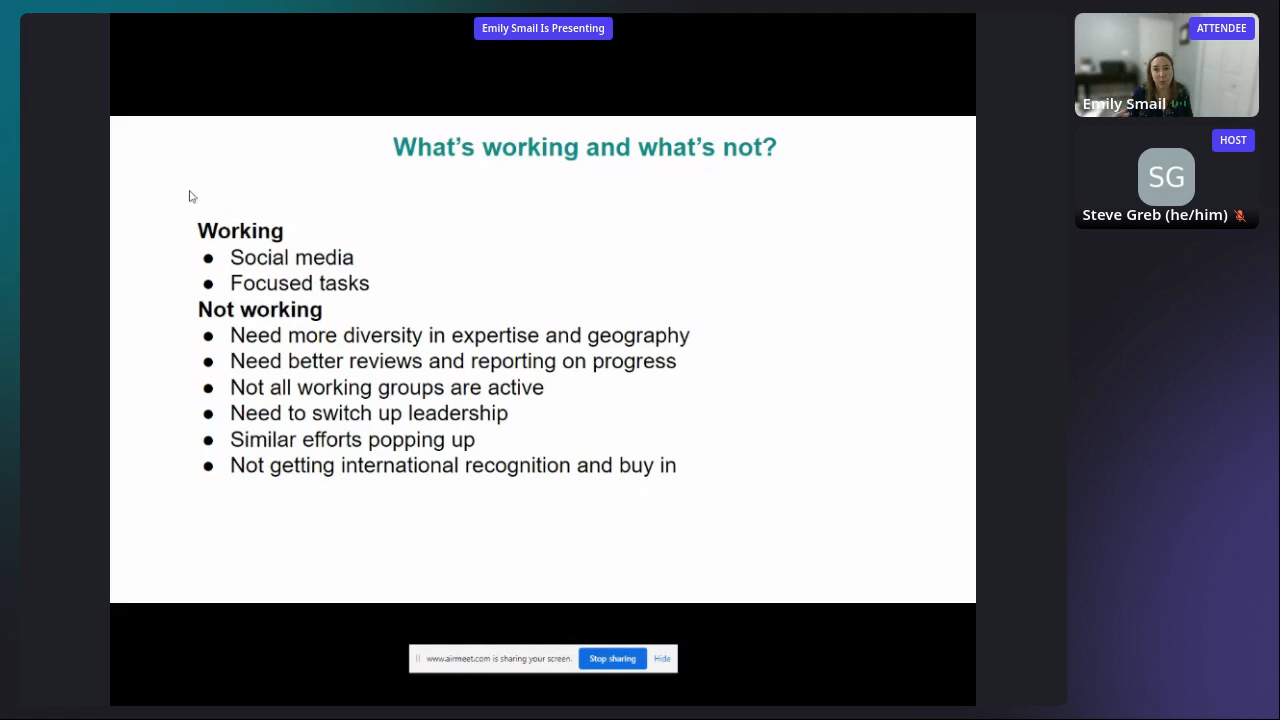 Emily Smail Is Presenting
ATTENDEE
Emily Smail
HOST
SG
Steve Greb (he/him)
What's working and what's not?
Working
● Social media
● Focused tasks
Not working
● Need more diversity in expertise and geography
● Need better reviews and reporting on progress
● Not all working groups are active
● Need to switch up leadership
● Similar efforts popping up
● Not getting international recognition and buy in
www.airmeet.com is sharing your screen. Stop sharing Hide